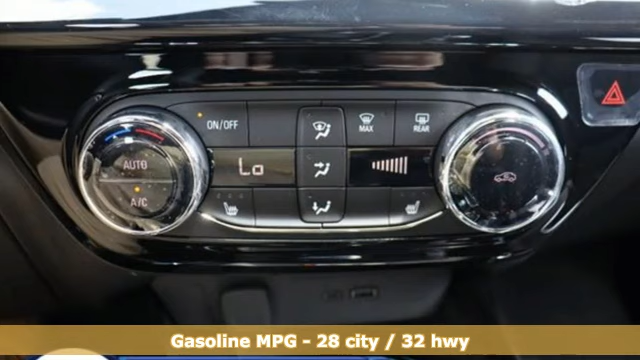 ON/OFF
MAX
REAR
AUTO
Lo
A/C
Gasoline MPG - 28 city / 32 hwy